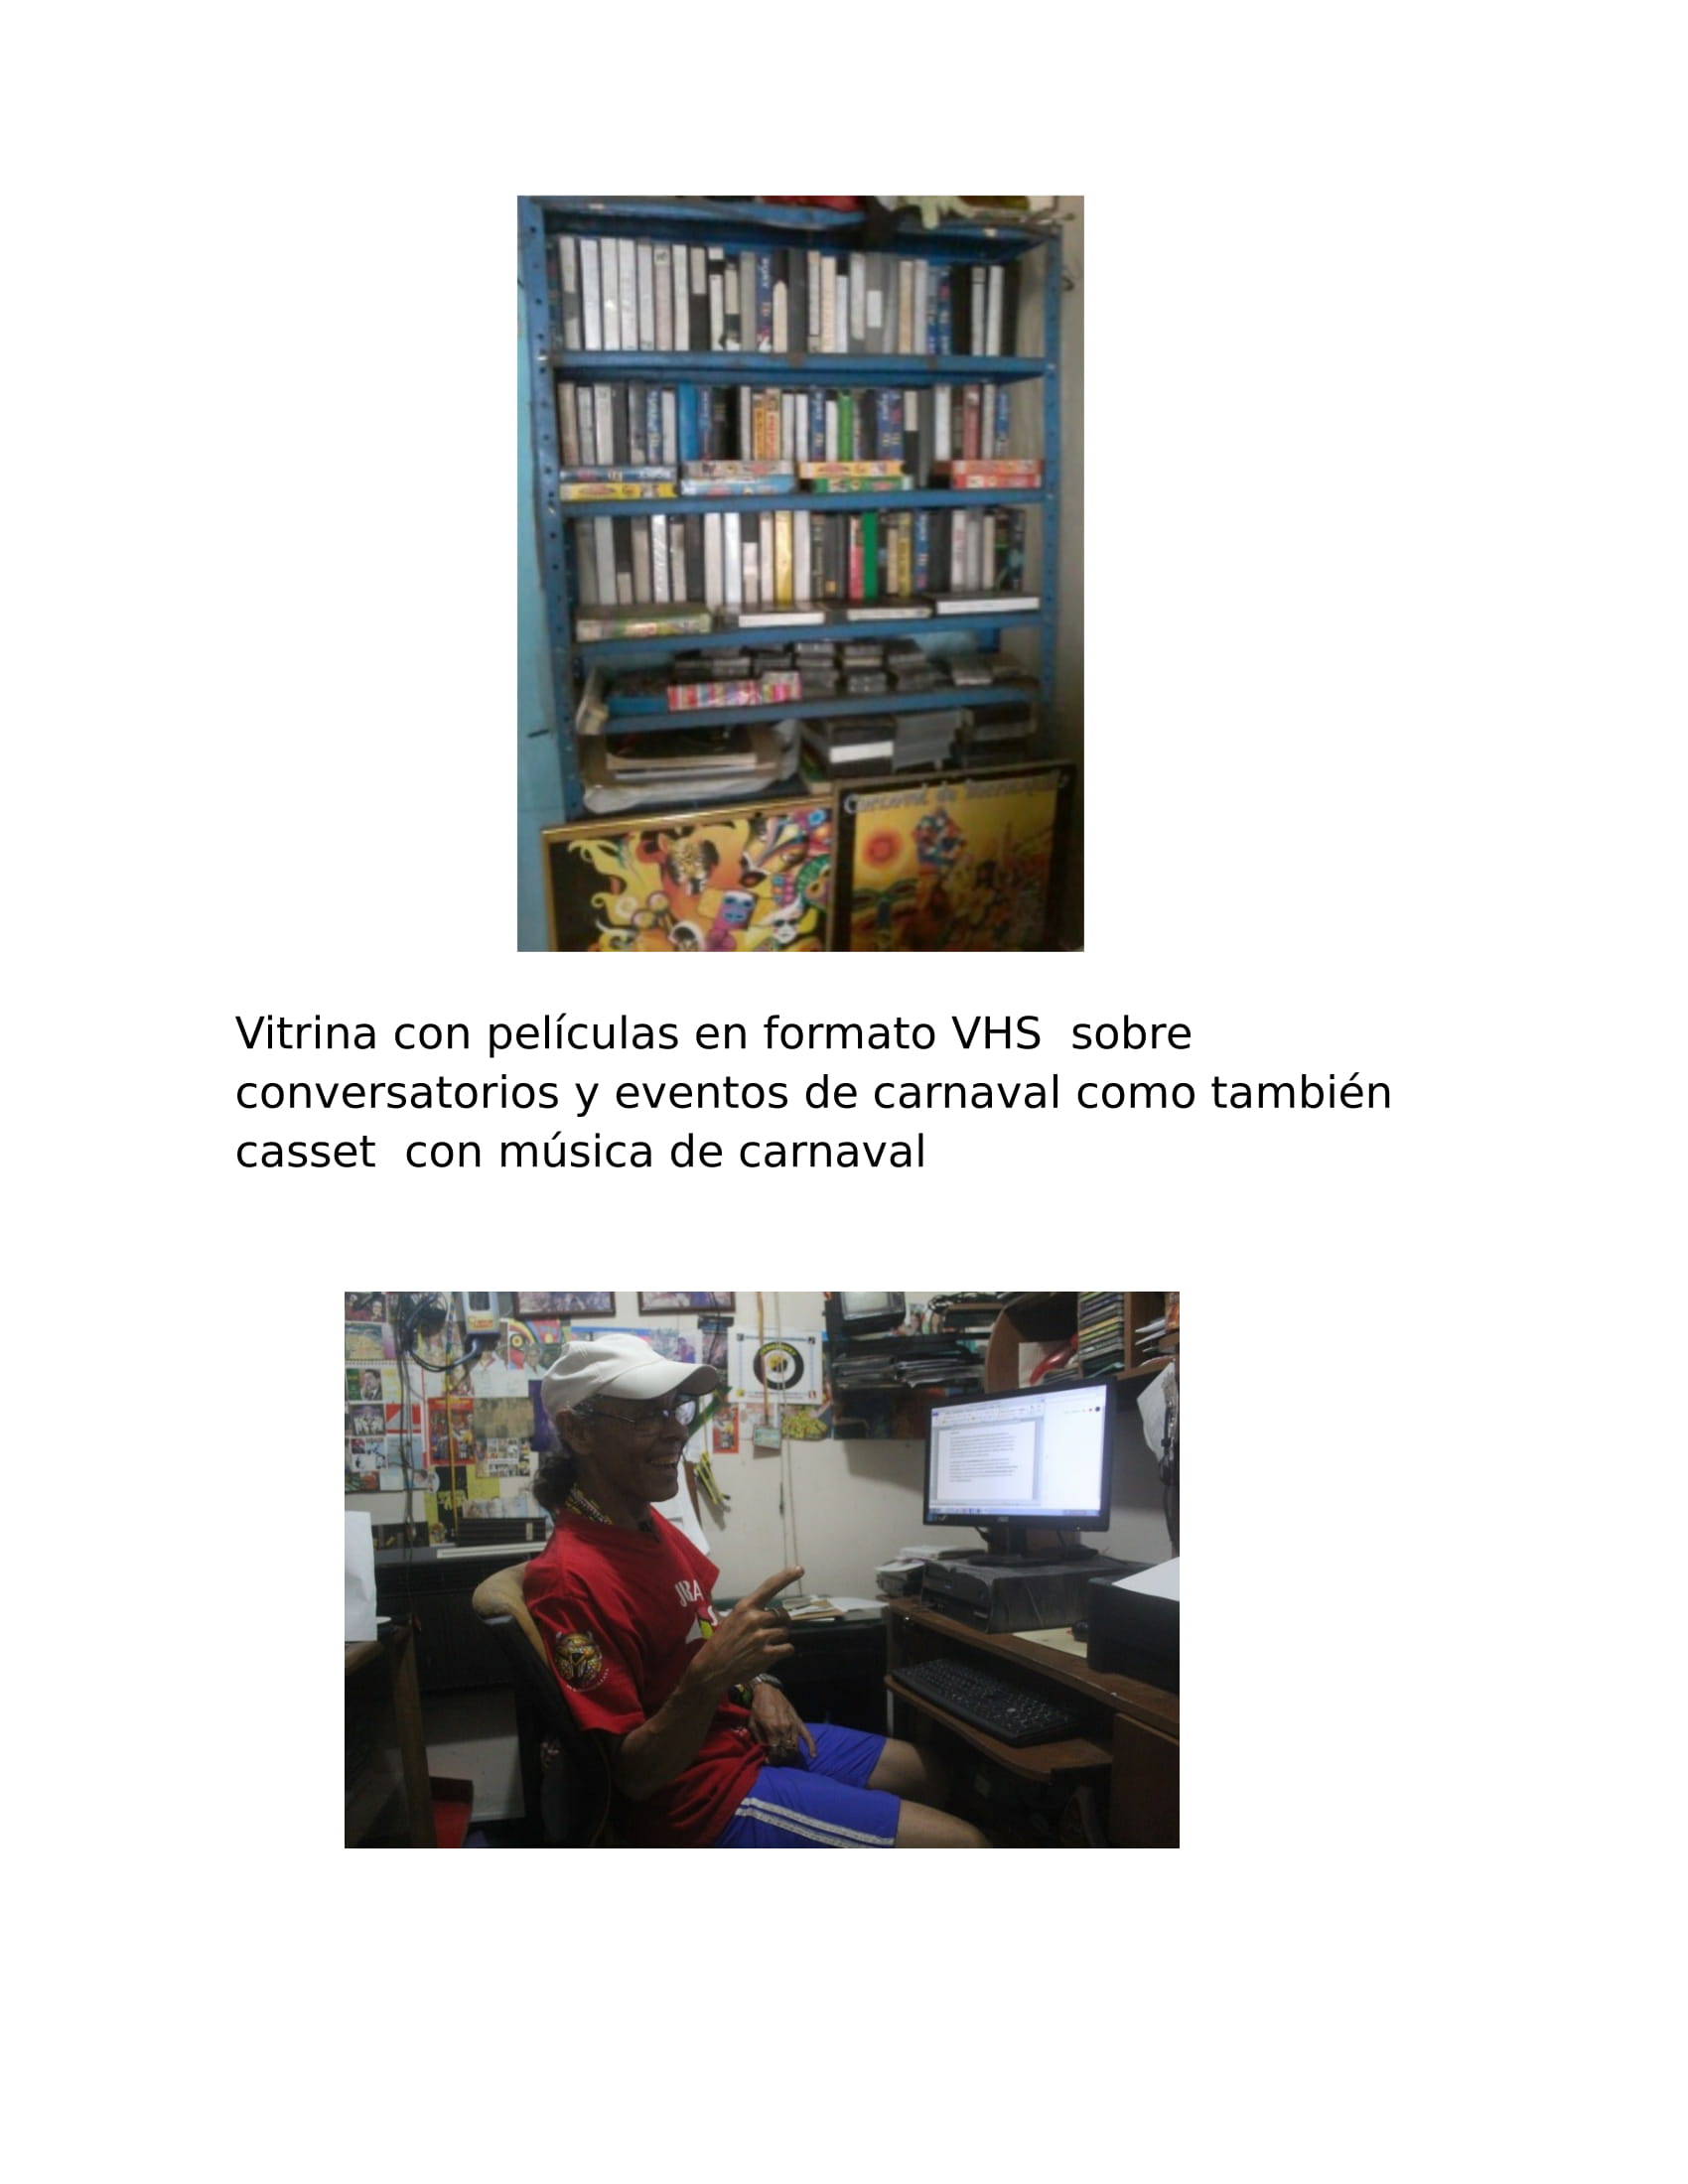 Carnaval de Barranquilla
Vitrina con películas en formato VHS  sobre
conversatorios y eventos de carnaval como también
casset  con música de carnaval